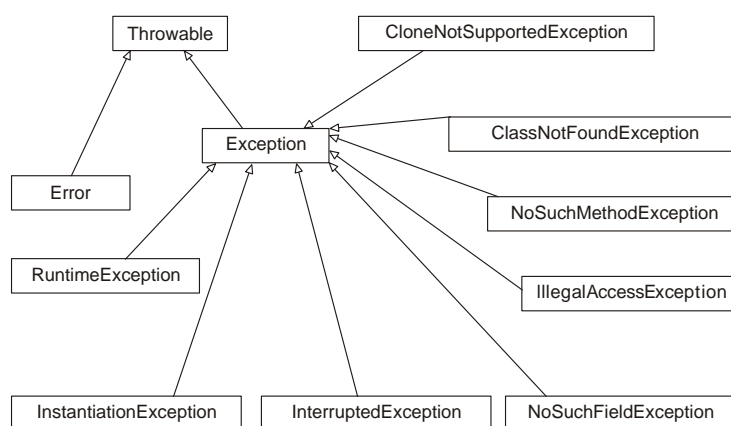 Throwable
CloneNotSupportedException
Exception
ClassNotFoundException
Error
NoSuchMethodException
RuntimeException
IllegalAccessException
InstantiationException
InterruptedException
NoSuchFieldException